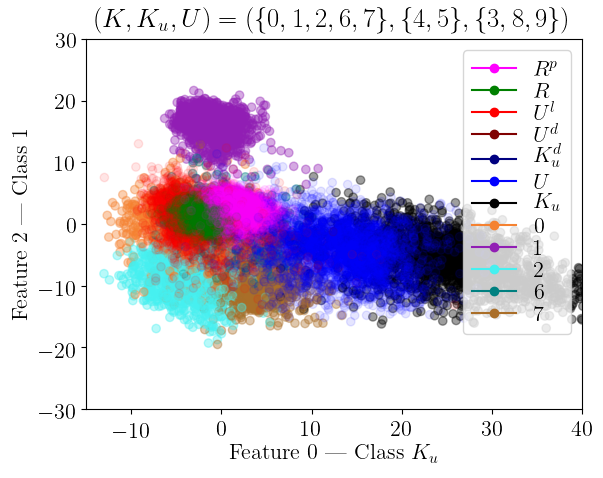 (K, K_u, U) = ({0, 1, 2, 6, 7}, {4, 5}, {3, 8, 9})
30
20
10
0
−10
−20
−30
Feature 2 — Class 1
−10
0
10
20
30
40
Feature 0 — Class K_u
R^p
R
U^l
U^d
K_u^d
U
K_u
0
1
2
6
7